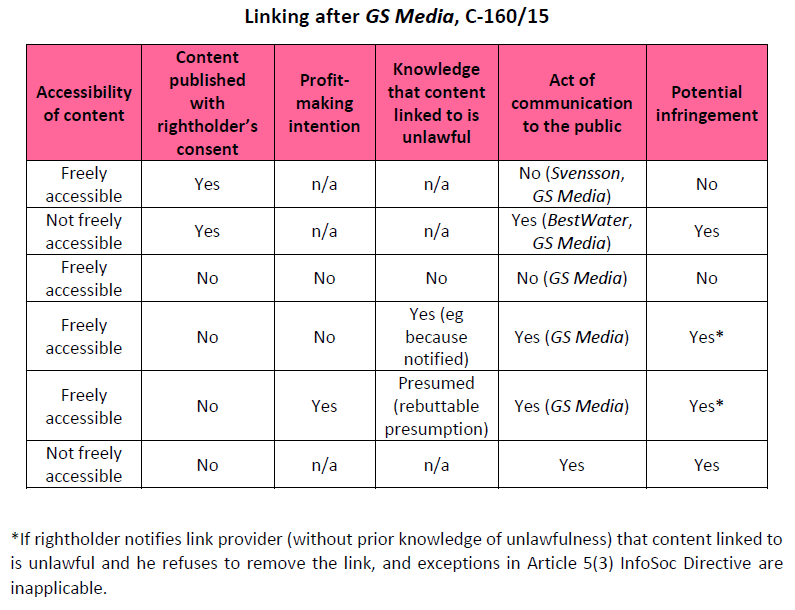 Linking after GS Media, C-160/15
Accessibility of content | Content published with rightholder's consent | Profit-making intention | Knowledge that content linked to is unlawful | Act of communication to the public | Potential infringement
Freely accessible | Yes | n/a | n/a | No (Svensson, GS Media) | No
Not freely accessible | Yes | n/a | n/a | Yes (BestWater, GS Media) | Yes
Freely accessible | No | No | No | No (GS Media) | No
Freely accessible | No | No | Yes (eg because notified) | Yes (GS Media) | Yes*
Freely accessible | No | Yes | Presumed (rebuttable presumption) | Yes (GS Media) | Yes*
Not freely accessible | No | n/a | n/a | Yes | Yes
*If rightholder notifies link provider (without prior knowledge of unlawfulness) that content linked to
is unlawful and he refuses to remove the link, and exceptions in Article 5(3) InfoSoc Directive are
inapplicable.